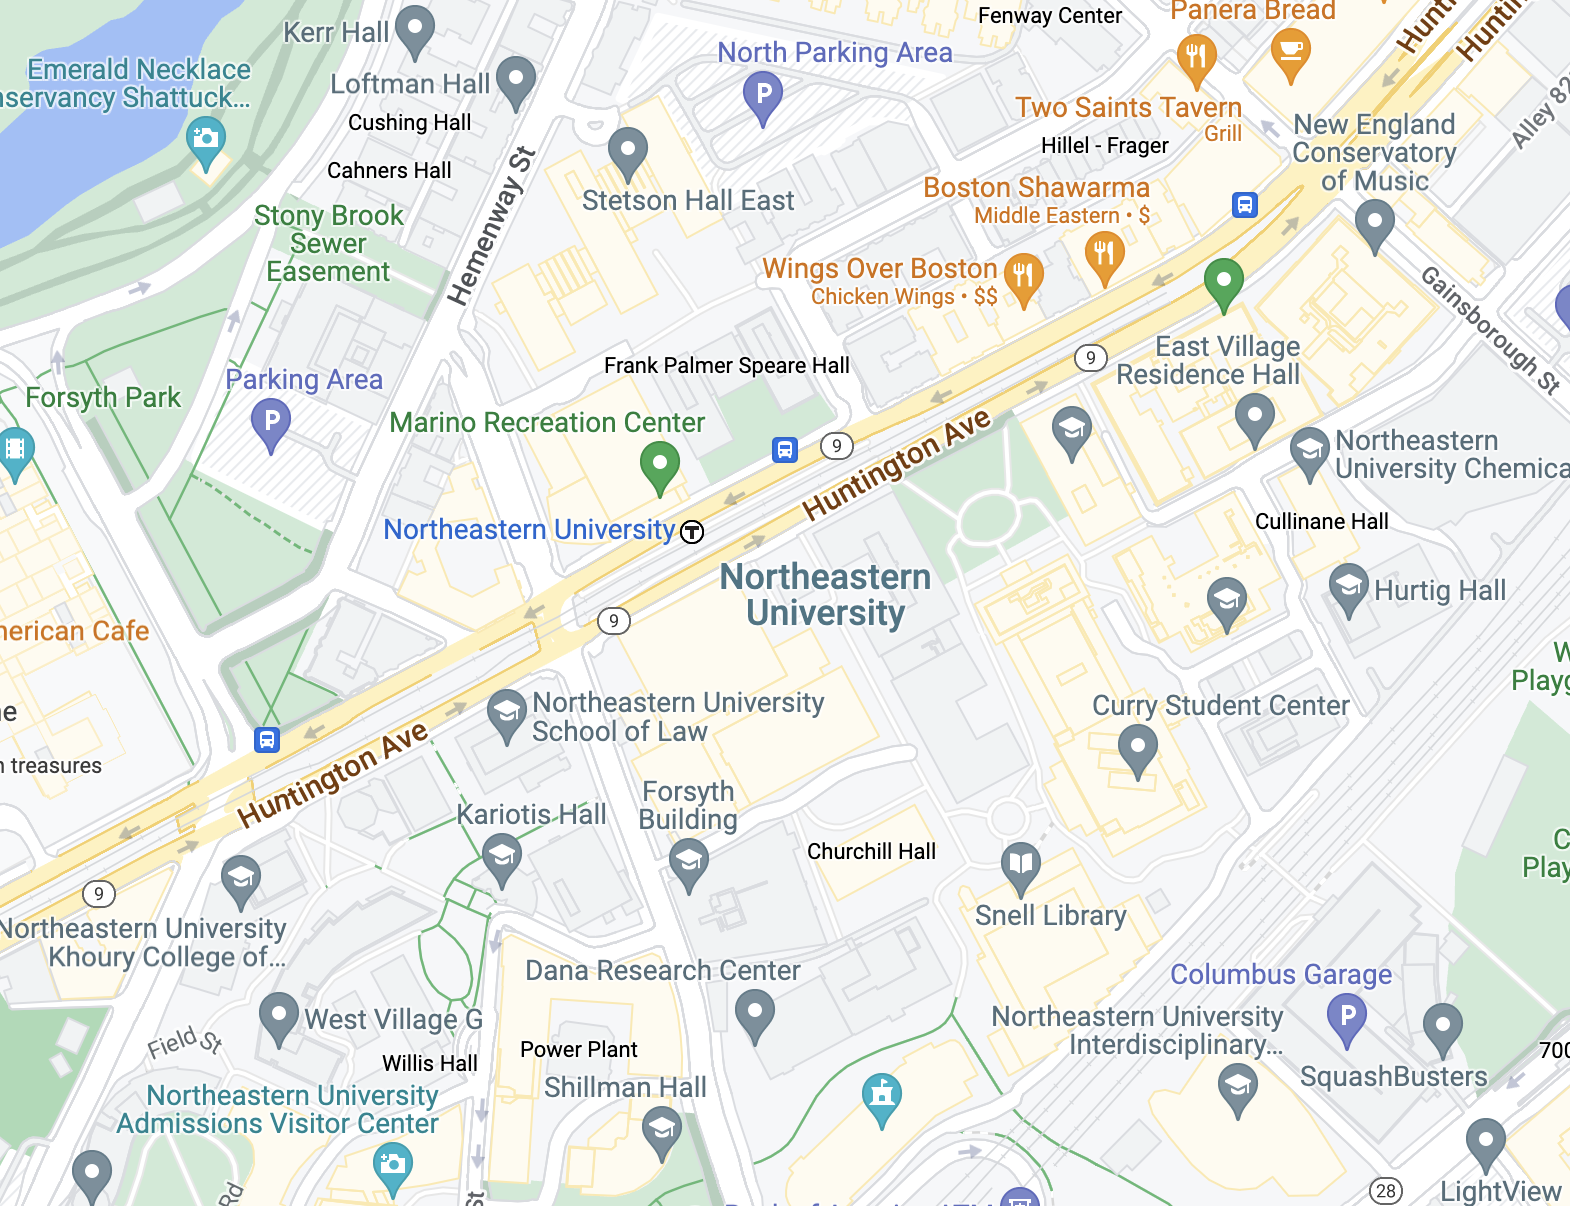 Kerr Hall
Loftman Hall
Cushing Hall
Cahners Hall
Emerald Necklace
nservancy Shattuck...
Stony Brook
Sewer
Easement
Hemenway St
North Parking Area
P
Stetson Hall East
Fenway Center
Panera Bread
Two Saints Tavern
Grill
Hillel - Frager
Boston Shawarma
Middle Eastern • $
Wings Over Boston
Chicken Wings • $$
New England
Conservatory
of Music
Alley 82
Gainsborough St
Forsyth Park
Parking Area
P
Frank Palmer Speare Hall
Marino Recreation Center
9
9
Huntington Ave
East Village
Residence Hall
Northeastern
University Chemica
Cullinane Hall
Northeastern University
T
Northeastern
University
9
Hurtig Hall
merican Cafe
Northeastern University
School of Law
Curry Student Center
Huntington Ave
Kariotis Hall
Forsyth
Building
Churchill Hall
Snell Library
9
Northeastern University
Khoury College of...
Dana Research Center
Columbus Garage
P
Northeastern University
Interdisciplinary...
SquashBusters
700
West Village G
Field St
Willis Hall
Power Plant
Shillman Hall
Northeastern University
Admissions Visitor Center
Rd
St
28
LightView